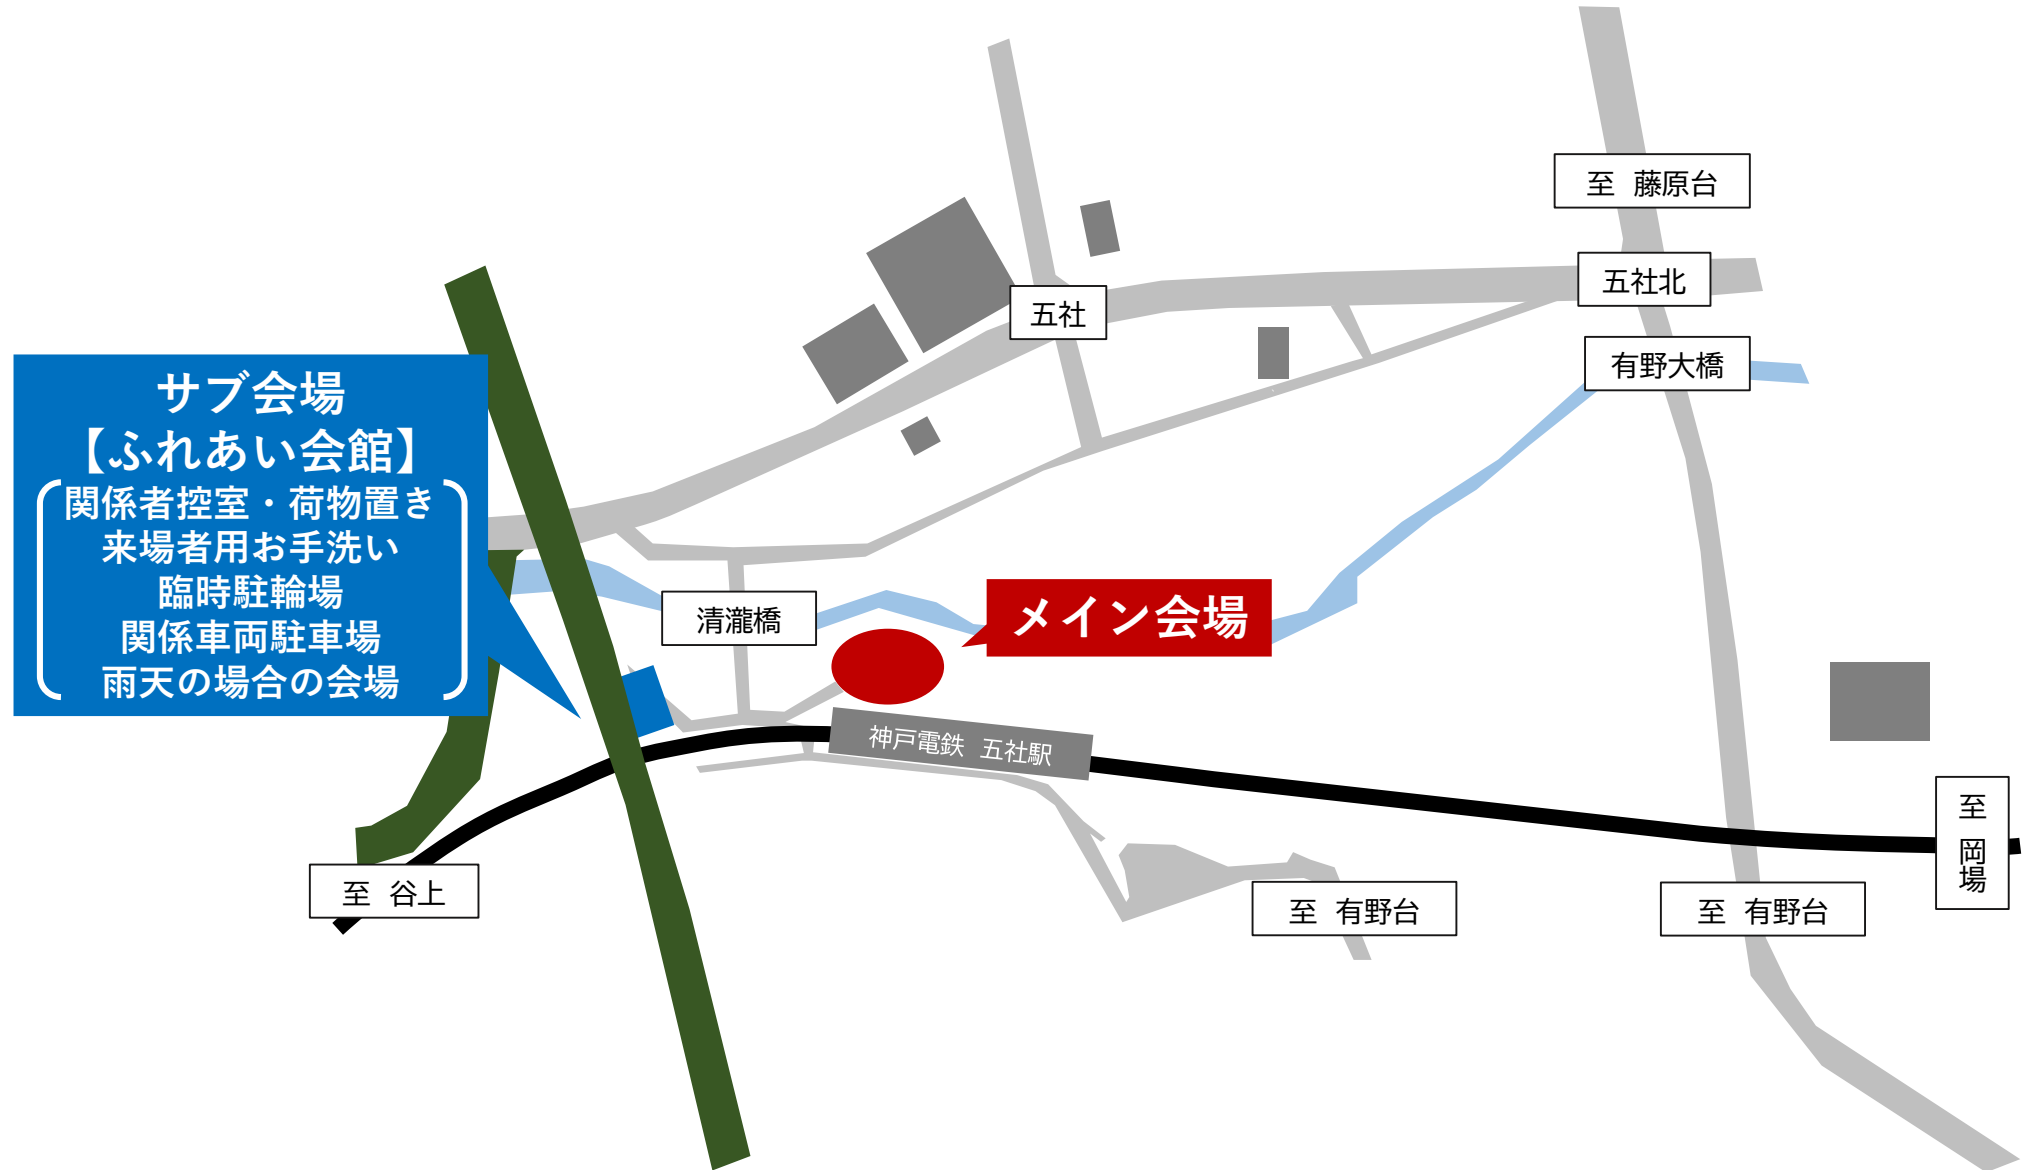 至 藤原台
五社北
五社
有野大橋
サブ会場
【ふれあい会館】
関係者控室・荷物置き
来場者用お手洗い
臨時駐輪場
関係車両駐車場
雨天の場合の会場
清瀧橋
メイン会場
神戸電鉄 五社駅
至 岡場
至 谷上
至 有野台
至 有野台